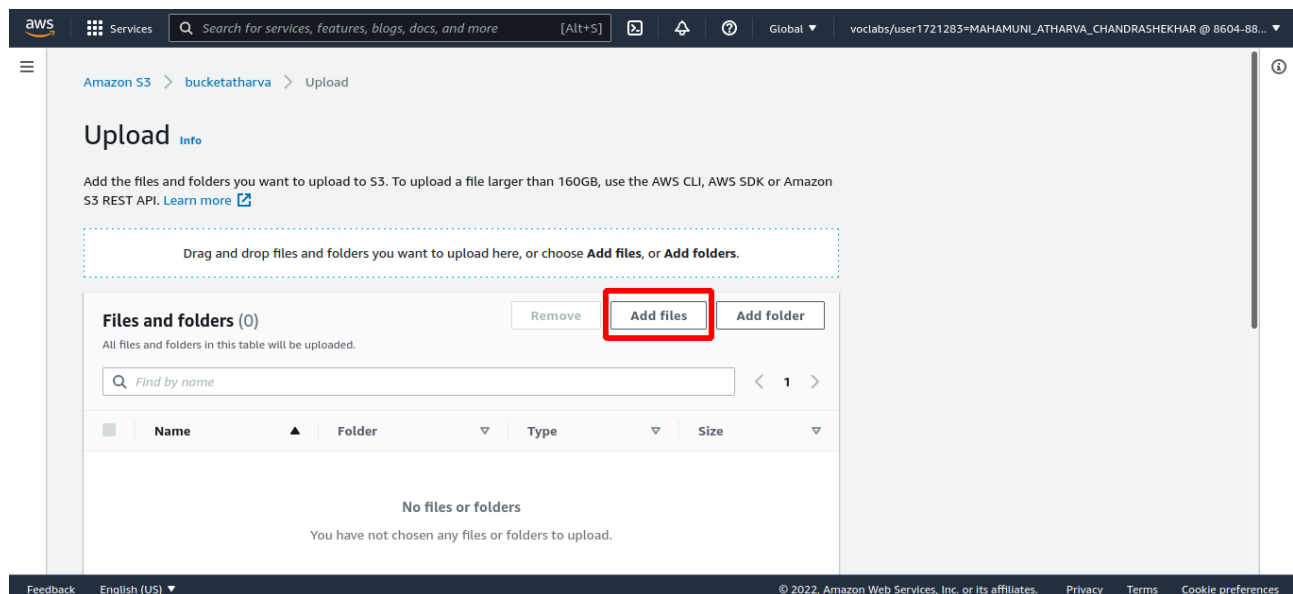 aws
Services
Search for services, features, blogs, docs, and more [Alt+S]
Global ▼
voclabs/user1721283=MAHAMUNI_ATHARVA_CHANDRASHEKHAR @ 8604-88... ▼
Amazon S3 > bucketatharva > Upload
Upload Info
Add the files and folders you want to upload to S3. To upload a file larger than 160GB, use the AWS CLI, AWS SDK or Amazon
S3 REST API. Learn more
Drag and drop files and folders you want to upload here, or choose Add files, or Add folders.
Files and folders (0)
Remove Add files Add folder
All files and folders in this table will be uploaded.
Find by name
< 1 >
Name Folder Type Size
No files or folders
You have not chosen any files or folders to upload.
Feedback English (US) ▼ © 2022, Amazon Web Services, Inc. or its affiliates. Privacy Terms Cookie preferences